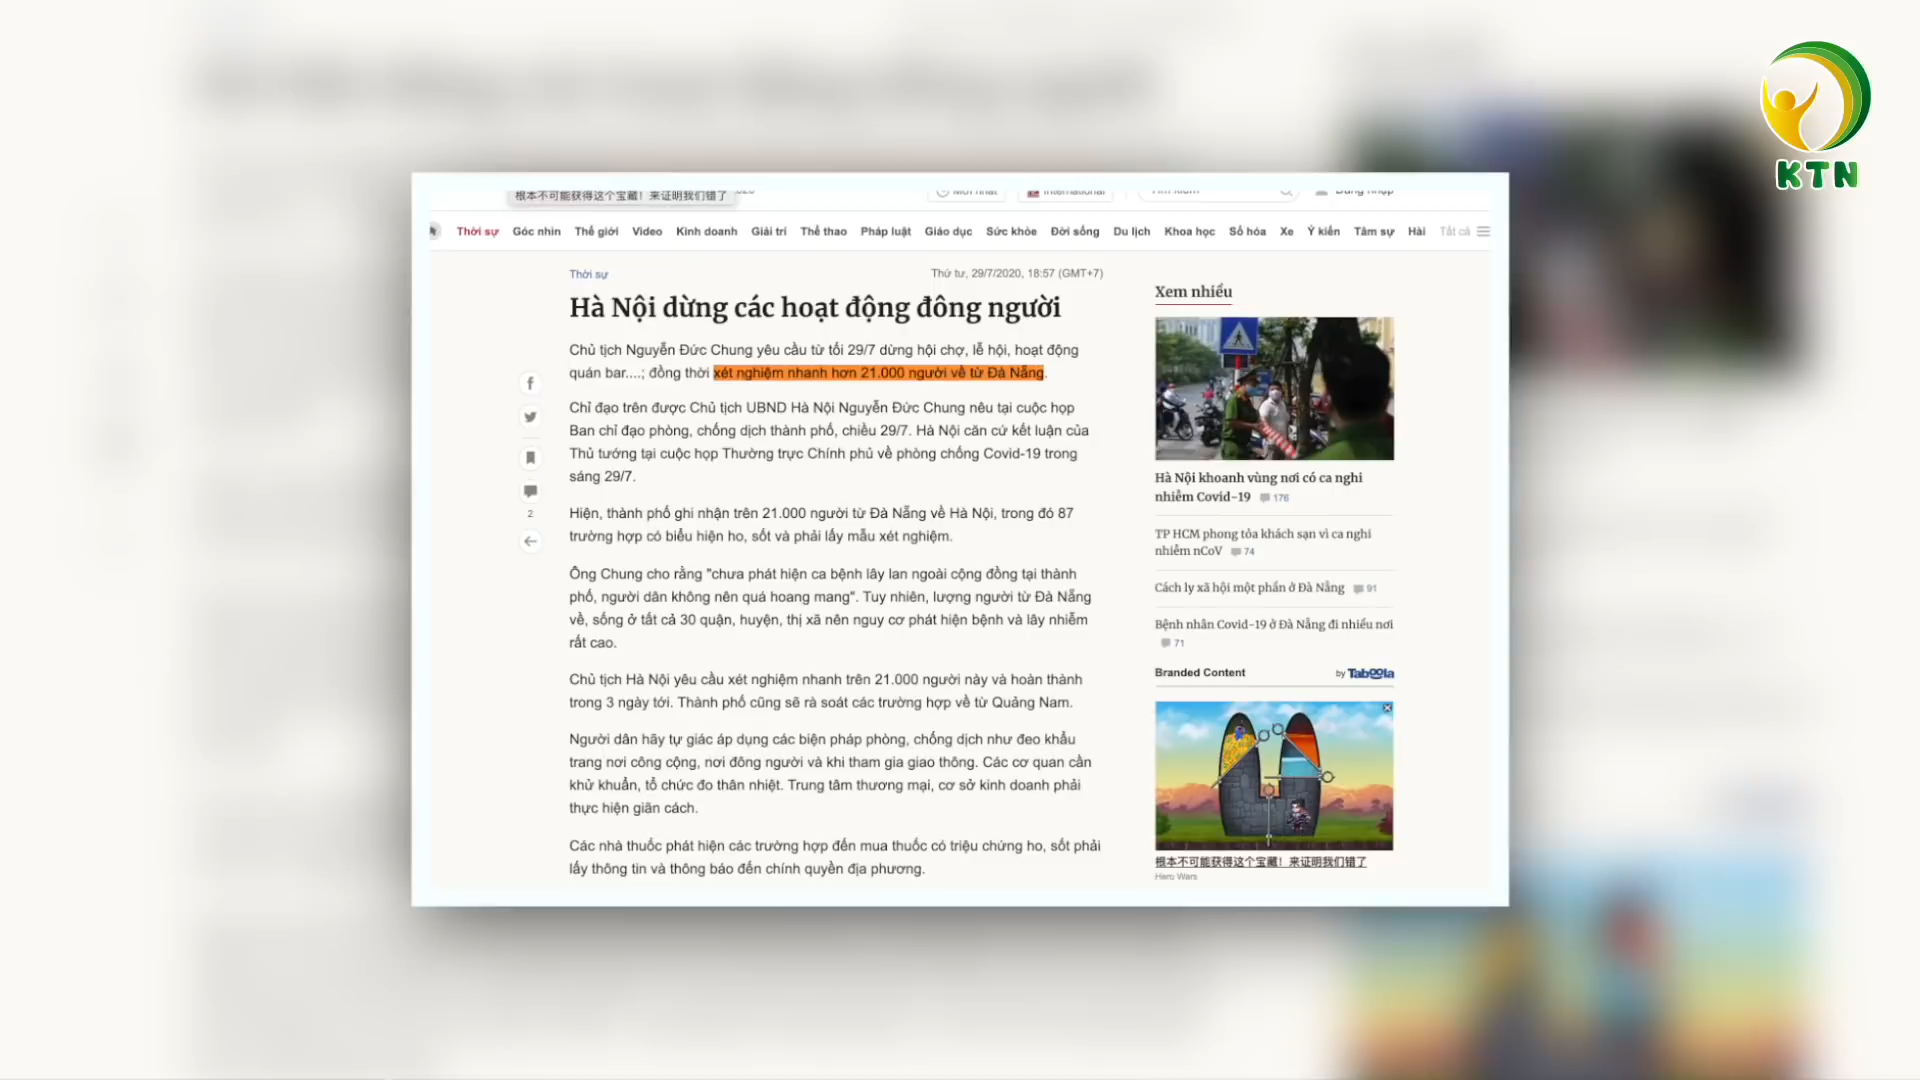 KTN
根本不可能获得这个宝藏！来证明我们错了
Mới nhất
International
Tìm kiếm
Đăng nhập
Thời sự Góc nhìn Thế giới Video Kinh doanh Giải trí Thể thao Pháp luật Giáo dục Sức khỏe Đời sống Du lịch Khoa học Số hóa Xe Ý kiến Tâm sự Hài Tất cả
Thời sự
Thứ tư, 29/7/2020, 18:57 (GMT+7)
Hà Nội dừng các hoạt động đông người
Chủ tịch Nguyễn Đức Chung yêu cầu từ tối 29/7 dừng hội chợ, lễ hội, hoạt động
quán bar....; đồng thời xét nghiệm nhanh hơn 21.000 người về từ Đà Nẵng.
Chỉ đạo trên được Chủ tịch UBND Hà Nội Nguyễn Đức Chung nêu tại cuộc họp
Ban chỉ đạo phòng, chống dịch thành phố, chiều 29/7. Hà Nội căn cứ kết luận của
Thủ tướng tại cuộc họp Thường trực Chính phủ về phòng chống Covid-19 trong
sáng 29/7.
2
Hiện, thành phố ghi nhận trên 21.000 người từ Đà Nẵng về Hà Nội, trong đó 87
trường hợp có biểu hiện ho, sốt và phải lấy mẫu xét nghiệm.
Ông Chung cho rằng "chưa phát hiện ca bệnh lây lan ngoài cộng đồng tại thành
phố, người dân không nên quá hoang mang". Tuy nhiên, lượng người từ Đà Nẵng
về, sống ở tất cả 30 quận, huyện, thị xã nên nguy cơ phát hiện bệnh và lây nhiễm
rất cao.
Chủ tịch Hà Nội yêu cầu xét nghiệm nhanh trên 21.000 người này và hoàn thành
trong 3 ngày tới. Thành phố cũng sẽ rà soát các trường hợp về từ Quảng Nam.
Người dân hãy tự giác áp dụng các biện pháp phòng, chống dịch như đeo khẩu
trang nơi công cộng, nơi đông người và khi tham gia giao thông. Các cơ quan cần
khử khuẩn, tổ chức đo thân nhiệt. Trung tâm thương mại, cơ sở kinh doanh phải
thực hiện giãn cách.
Các nhà thuốc phát hiện các trường hợp đến mua thuốc có triệu chứng ho, sốt phải
lấy thông tin và thông báo đến chính quyền địa phương.
Xem nhiều
Hà Nội khoanh vùng nơi có ca nghi
nhiễm Covid-19 176
TP HCM phong tỏa khách sạn vì ca nghi
nhiễm nCoV 74
Cách ly xã hội một phần ở Đà Nẵng 91
Bệnh nhân Covid-19 ở Đà Nẵng đi nhiều nơi
71
Branded Content
by Taboola
根本不可能获得这个宝藏！来证明我们错了
Hero Wars